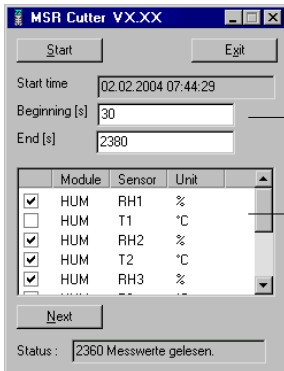 MSR Cutter VX.XX
Start Exit
Start time 02.02.2004 07:44:29
Beginning [s] 30
End [s] 2380
Module Sensor Unit
HUM RH1 %
HUM T1 °C
HUM RH2 %
HUM T2 °C
HUM RH3 %
Next
Status : 2360 Messwerte gelesen.